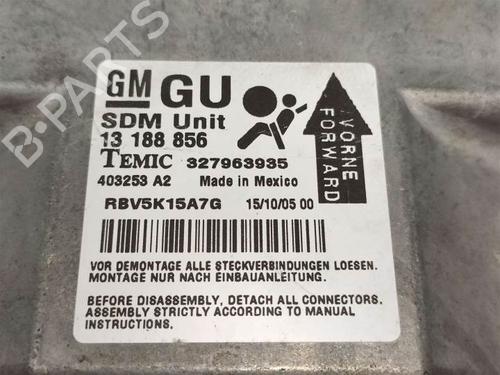 GM GU
SDM Unit
13 188 856
TEMIC 327963935
403253 A2 Made in Mexico
RBV5K15A7G 15/10/05 00
VORNE
FORWARD
VOR DEMONTAGE ALLE STECKVERBINDUNGEN LOESEN.
MONTAGE NUR NACH EINBAUANLEITUNG.
BEFORE DISASSEMBLY, DETACH ALL CONNECTORS.
ASSEMBLY STRICTLY ACCORDING TO MANUAL
INSTRUCTIONS.